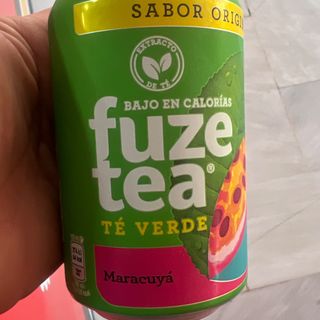 SABOR ORIGI
EXTRACTO
DE TÉ
BAJO EN CALORÍAS
fuze
tea®
TÉ VERDE
Maracuyá